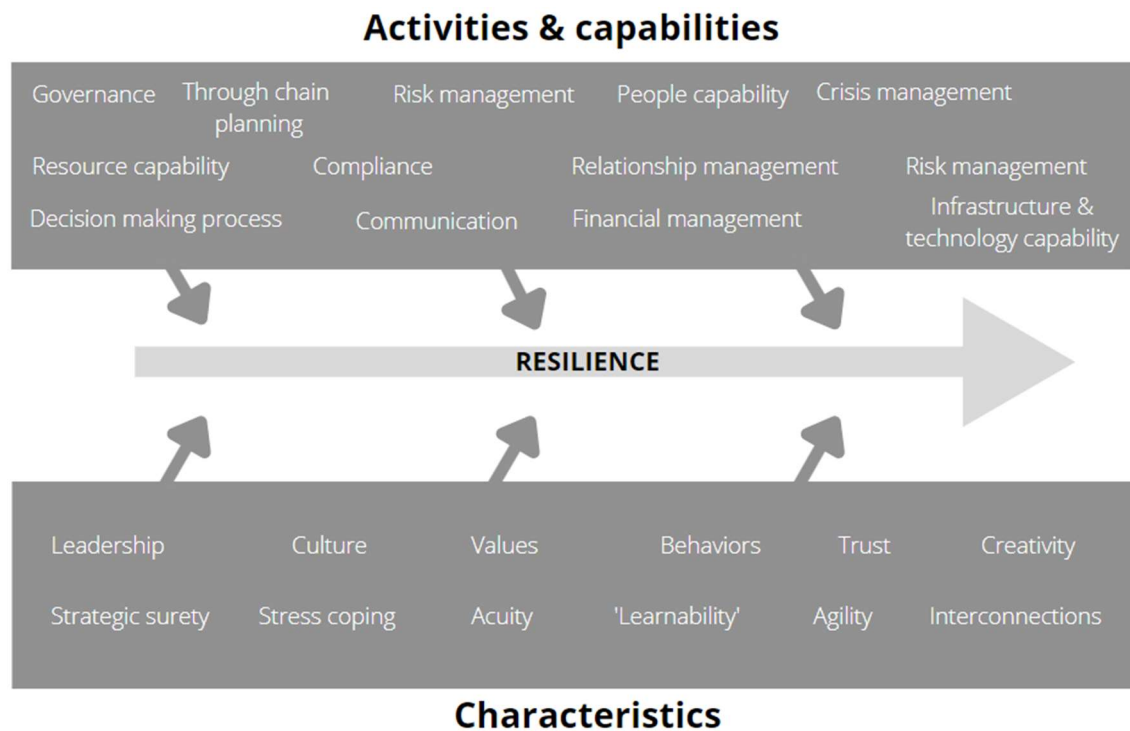 Activities & capabilities
Governance
Through chain
planning
Risk management
People capability
Crisis management
Resource capability
Compliance
Relationship management
Risk management
Decision making process
Communication
Financial management
Infrastructure &
technology capability
RESILIENCE
Leadership
Culture
Values
Behaviors
Trust
Creativity
Strategic surety
Stress coping
Acuity
'Learnability'
Agility
Interconnections
Characteristics